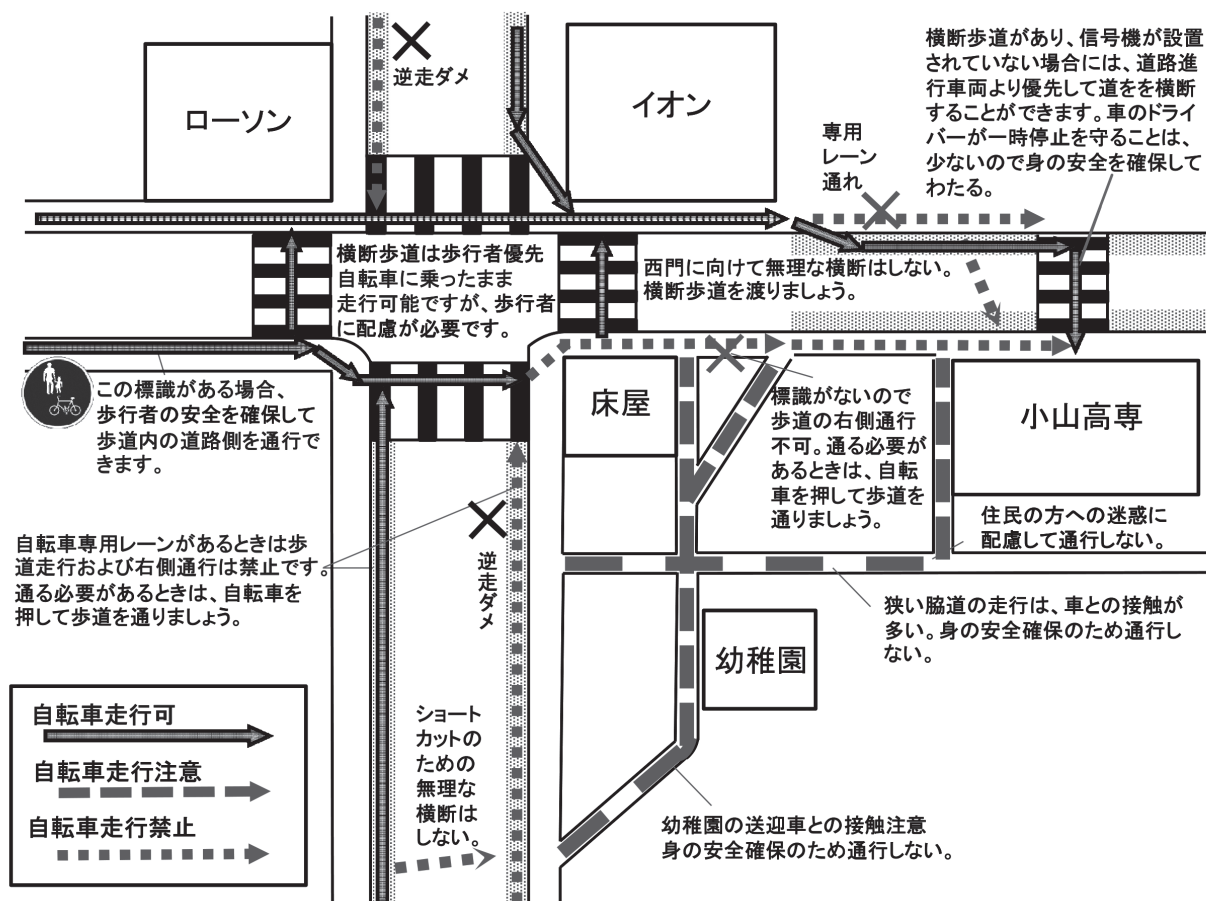 逆走ダメ
ローソン
イオン
専用
レーン
通れ
横断歩道があり、信号機が設置
されていない場合には、道路進
行車両より優先して道をを横断
することができます。車のドライ
バーが一時停止を守ることは、
少ないので身の安全を確保して
わたる。
横断歩道は歩行者優先
自転車に乗ったまま
走行可能ですが、歩行者
に配慮が必要です。
西門に向けて無理な横断はしない。
横断歩道を渡りましょう。
この標識がある場合、
歩行者の安全を確保して
歩道内の道路側を通行で
きます。
床屋
標識がないので
歩道の右側通行
不可。通る必要が
あるときは、自転
車を押して歩道を
通りましょう。
小山高専
住民の方への迷惑に
配慮して通行しない。
自転車専用レーンがあるときは歩
道走行および右側通行は禁止です。
通る必要があるときは、自転車を
押して歩道を通りましょう。
逆走ダメ
狭い脇道の走行は、車との接触が
多い。身の安全確保のため通行し
ない。
幼稚園
自転車走行可
自転車走行注意
自転車走行禁止
ショート
カットの
ための
無理な
横断は
しない。
幼稚園の送迎車との接触注意
身の安全確保のため通行しない。